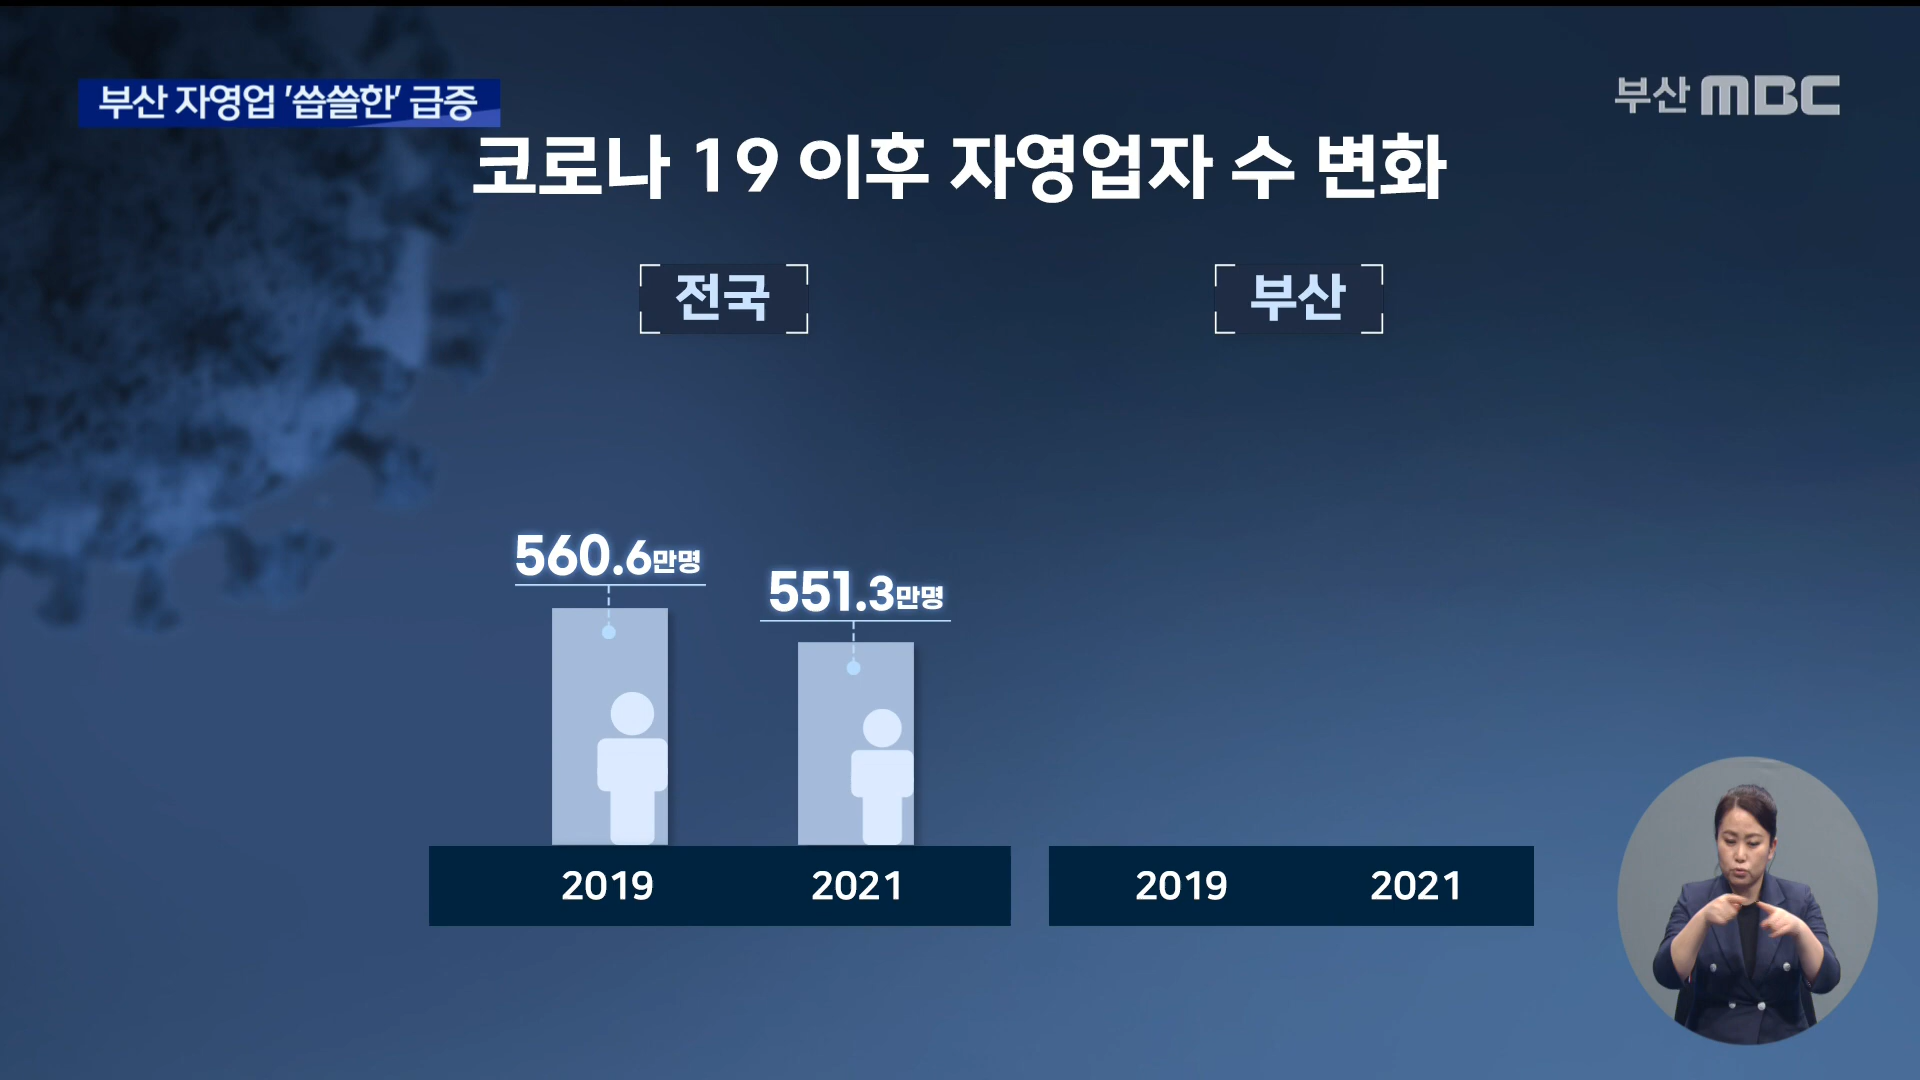 부산 자영업 '씁쓸한' 급증
부산 MBC
코로나 19 이후 자영업자 수 변화
전국
부산
560.6만명
551.3만명
2019 2021
2019 2021